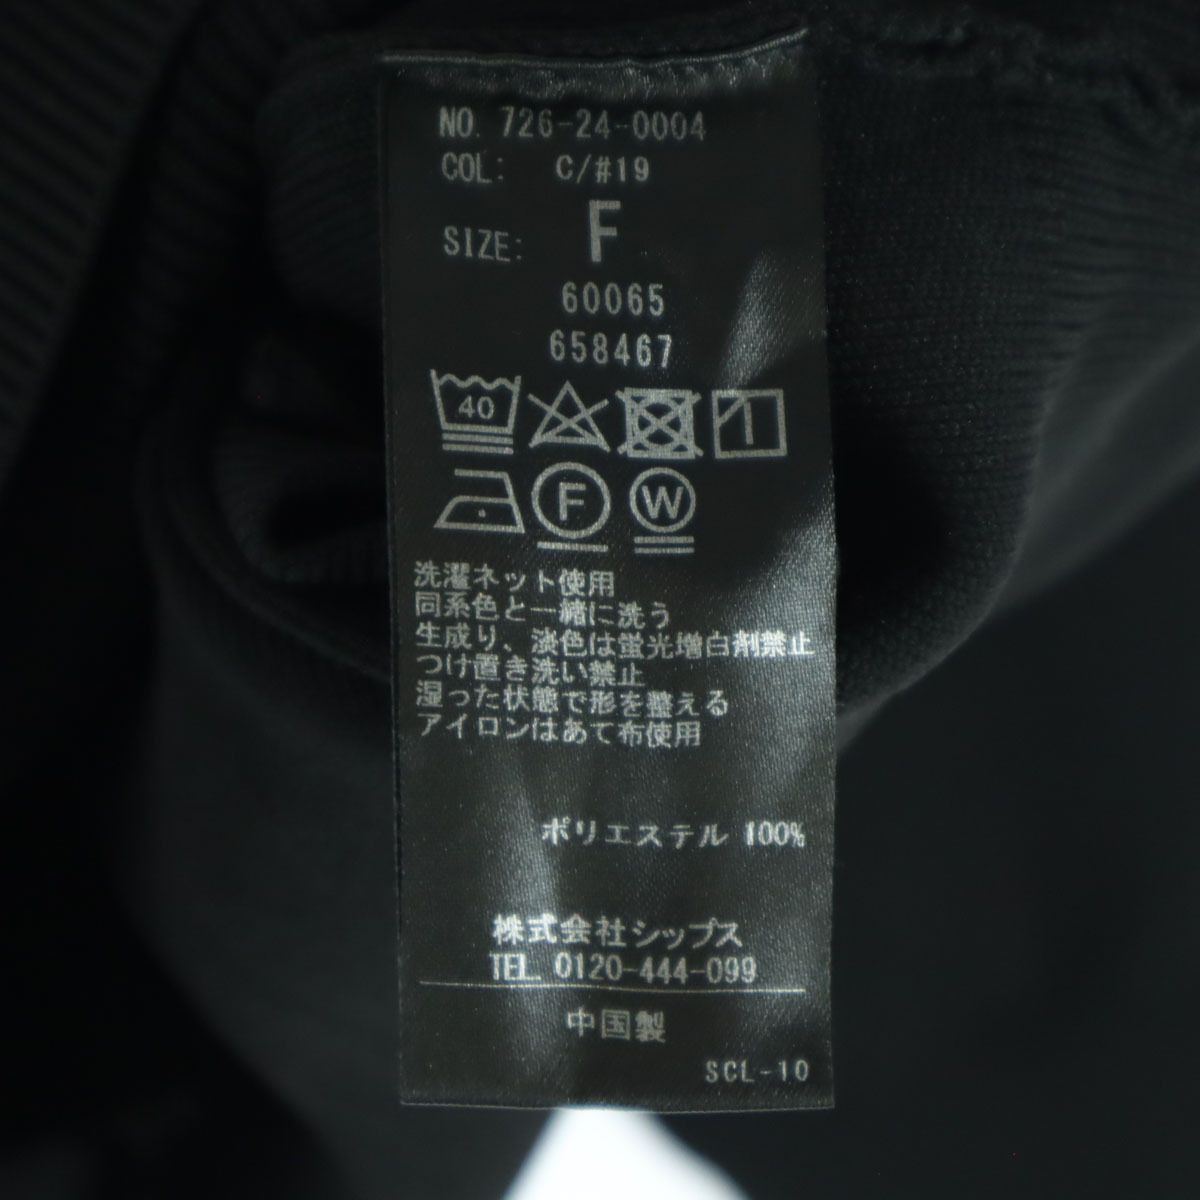 NO. 726-24-0004
COL: C/#19
SIZE: F
60065
658467
40
F W
洗濯ネット使用
同系色と一緒に洗う
生成り、淡色は蛍光増白剤禁止
つけ置き洗い禁止
湿った状態で形を整える
アイロンはあて布使用
ポリエステル 100%
株式会社シップス
TEL 0120-444-099
中国製
SCL-10